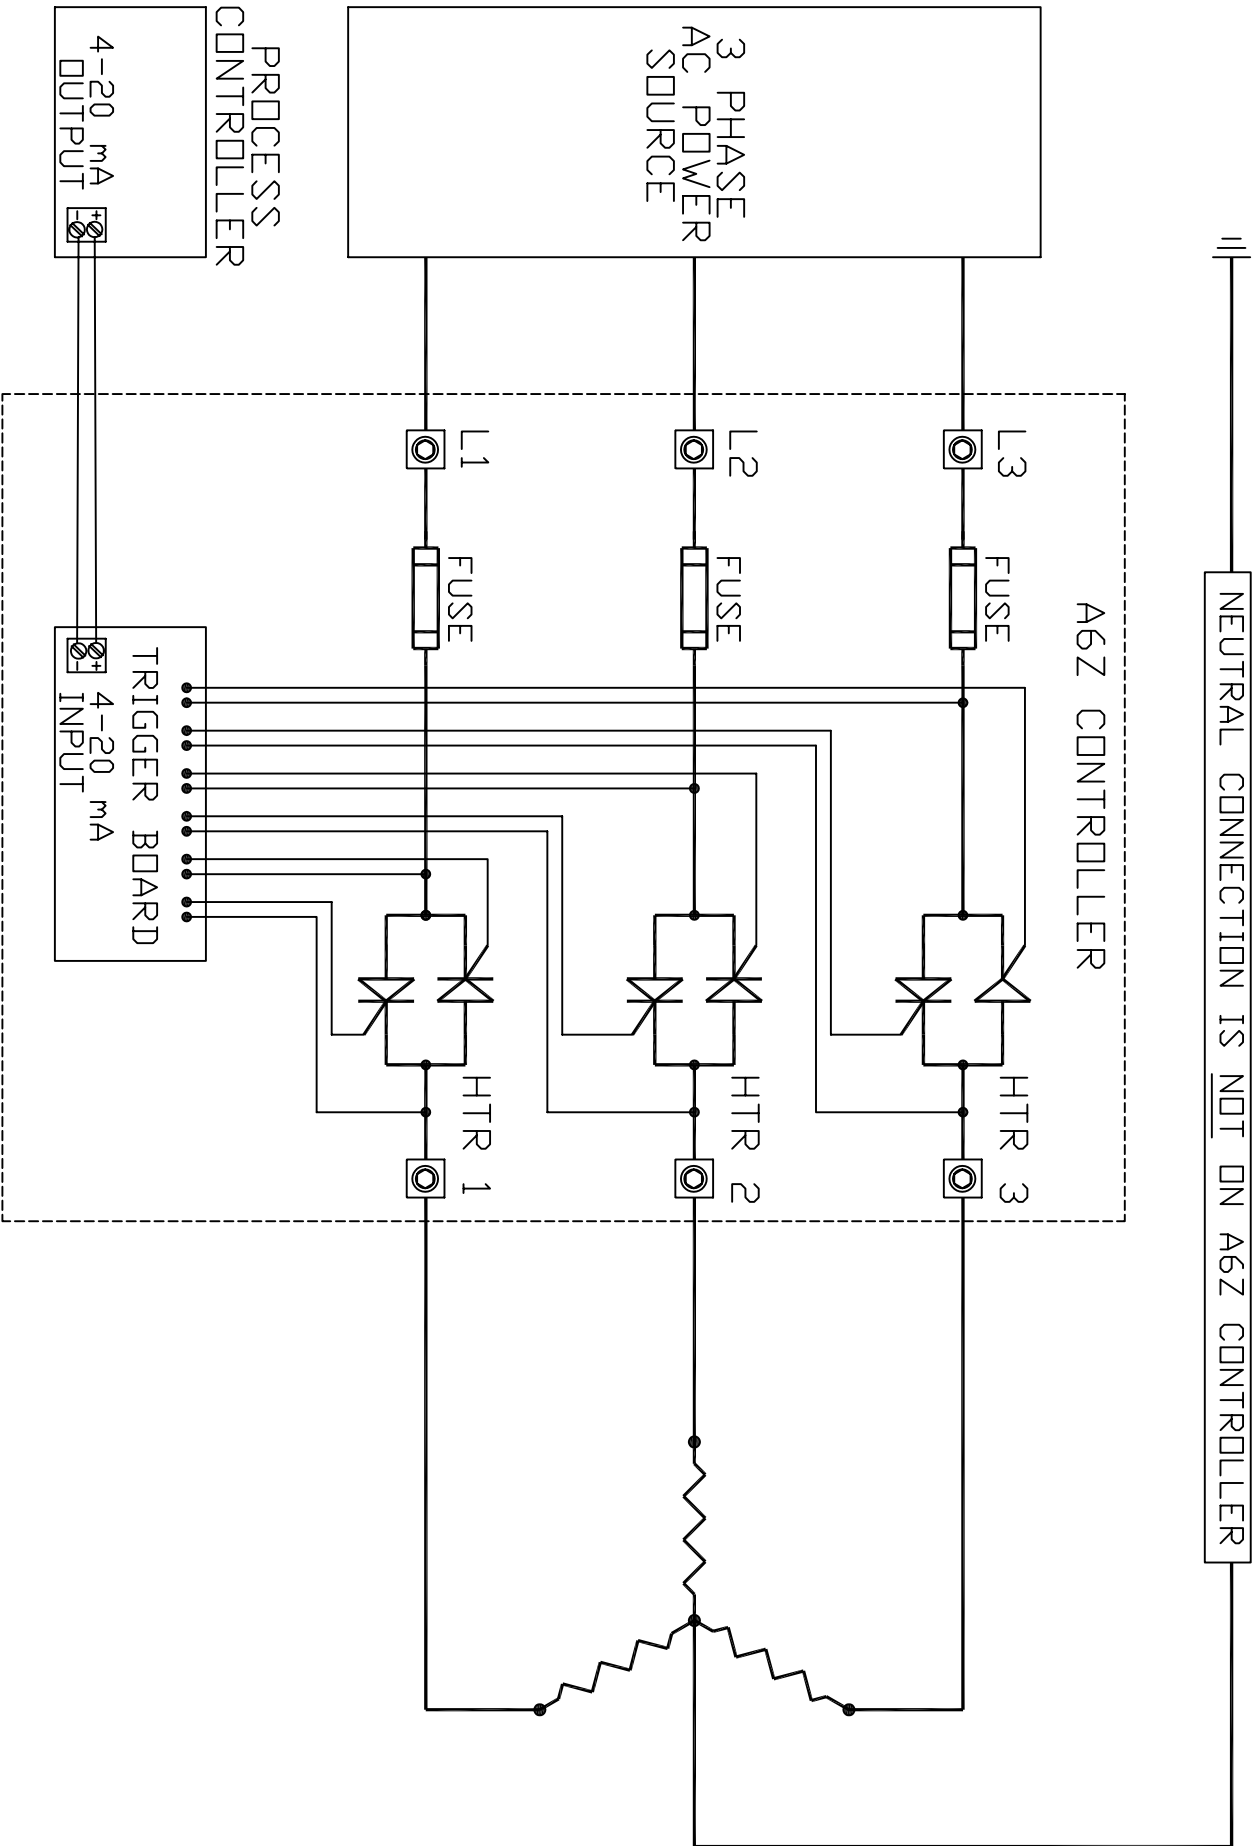 NEUTRAL CONNECTION IS NOT ON A6Z CONTROLLER
A6Z CONTROLLER
3 PHASE
AC POWER
SOURCE
L3
FUSE
HTR 3
L2
FUSE
HTR 2
L1
FUSE
HTR 1
PROCESS
CONTROLLER
4-20 mA
OUTPUT
+
-
TRIGGER BOARD
+
-
4-20 mA
INPUT